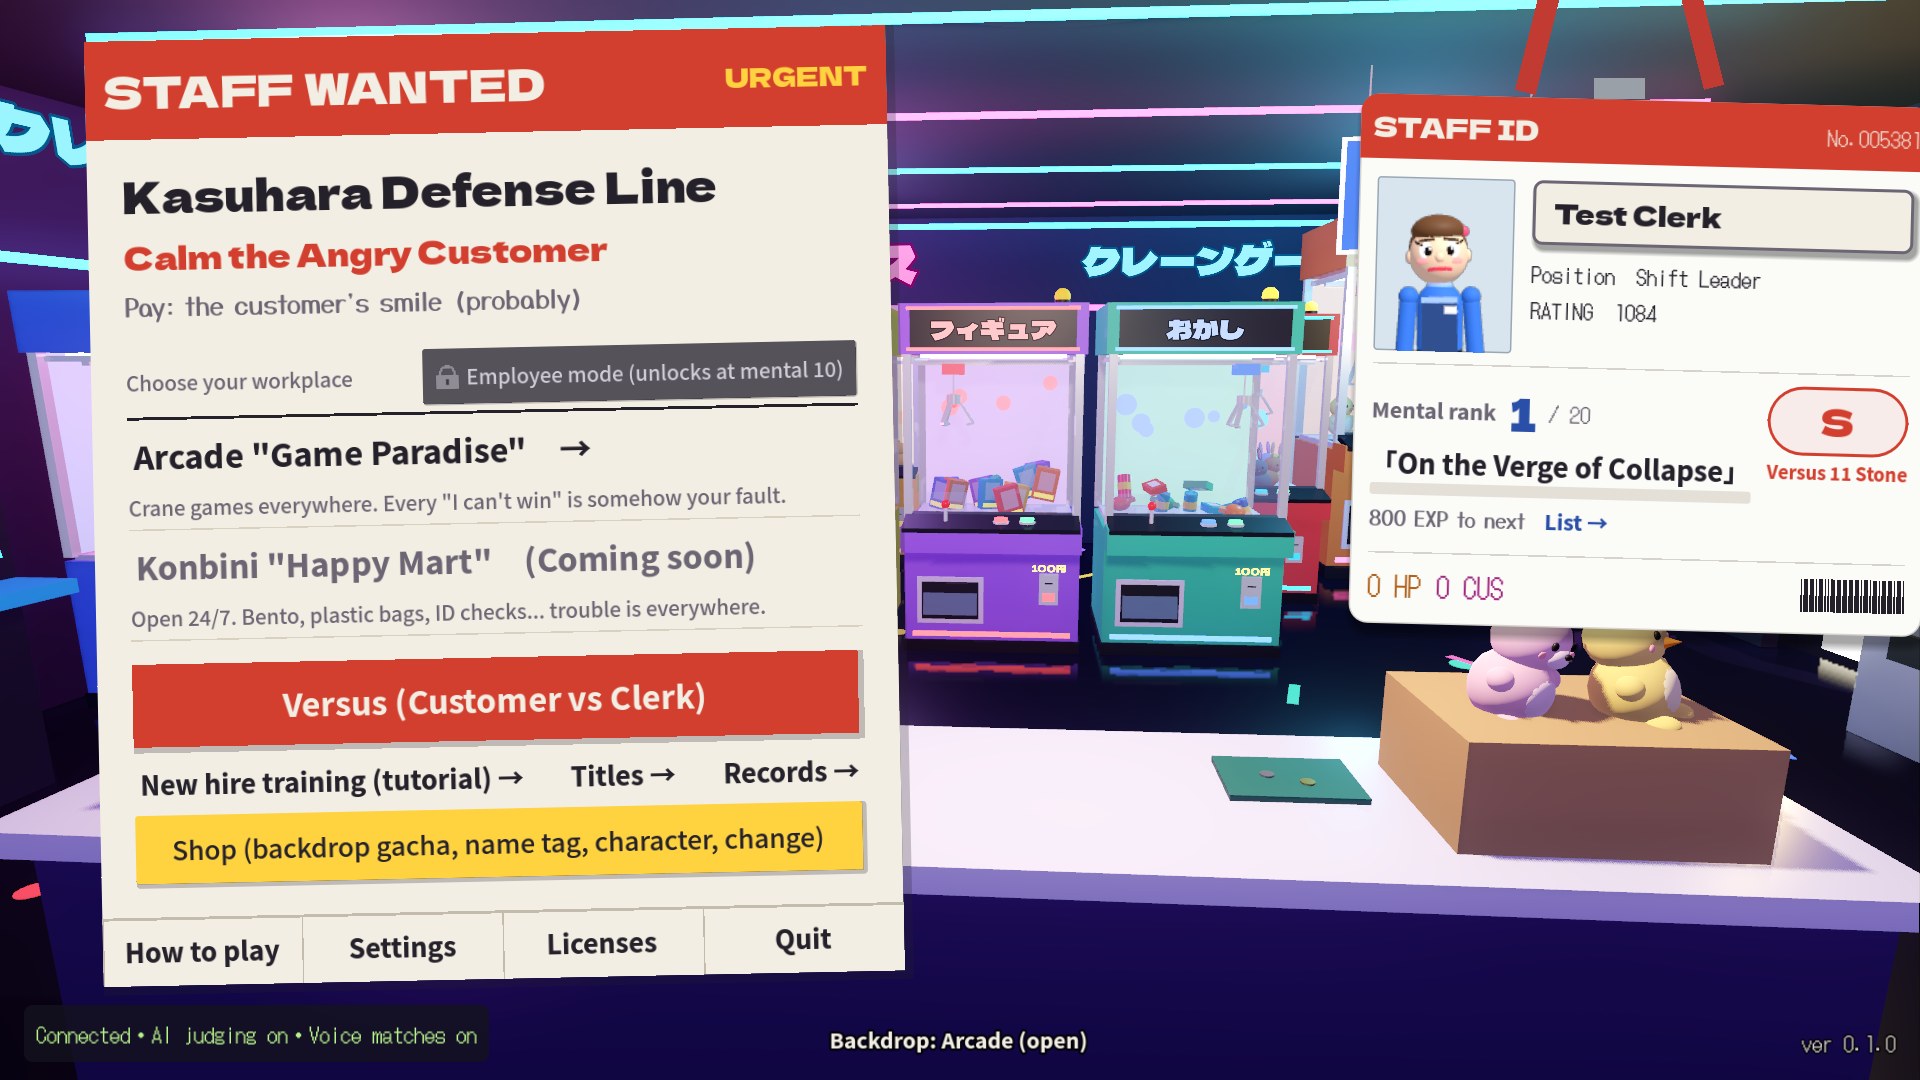 STAFF WANTED
URGENT
Kasuhara Defense Line
Calm the Angry Customer
Pay: the customer's smile (probably)
Choose your workplace
Employee mode (unlocks at mental 10)
Arcade "Game Paradise" →
Crane games everywhere. Every "I can't win" is somehow your fault.
Konbini "Happy Mart" (Coming soon)
Open 24/7. Bento, plastic bags, ID checks... trouble is everywhere.
Versus (Customer vs Clerk)
New hire training (tutorial) →
Titles →
Records →
Shop (backdrop gacha, name tag, character, change)
How to play
Settings
Licenses
Quit
Connected • AI judging on • Voice matches on
Backdrop: Arcade (open)
ver 0.1.0
クレ
クレーンゲー
フィギュア
おかし
100円
100円
STAFF ID
No. 005381
Test Clerk
Position Shift Leader
RATING 1084
Mental rank 1 / 20
S
「On the Verge of Collapse」
Versus 11 Stone
800 EXP to next List →
0 HP 0 CUS